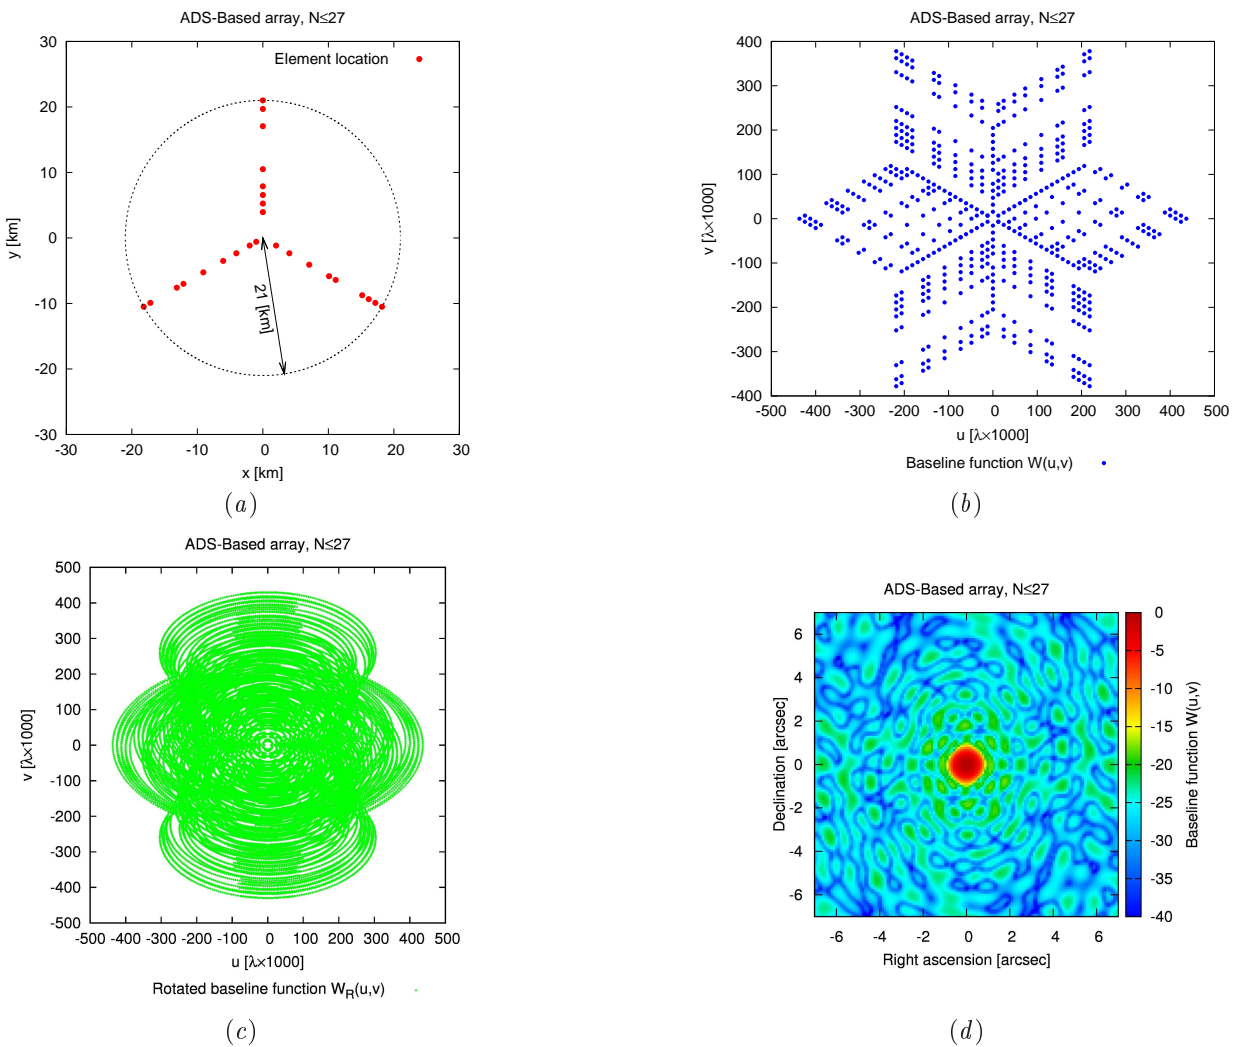 ADS-Based array, N≤27
Element location
30
20
10
0
-10
-20
-30
y [km]
21 [km]
-30 -20 -10 0 10 20 30
x [km]
(a)
ADS-Based array, N≤27
400
300
200
100
0
-100
-200
-300
-400
v [λ×1000]
-500 -400 -300 -200 -100 0 100 200 300 400 500
u [λ×1000]
Baseline function W(u,v)
(b)
ADS-Based array, N≤27
500
400
300
200
100
0
-100
-200
-300
-400
-500
v [λ×1000]
-500 -400 -300 -200 -100 0 100 200 300 400 500
u [λ×1000]
Rotated baseline function W_R(u,v)
(c)
ADS-Based array, N≤27
6
4
2
0
-2
-4
-6
Declination [arcsec]
-6 -4 -2 0 2 4 6
Right ascension [arcsec]
0
-5
-10
-15
-20
-25
-30
-35
-40
Baseline function W(u,v)
(d)